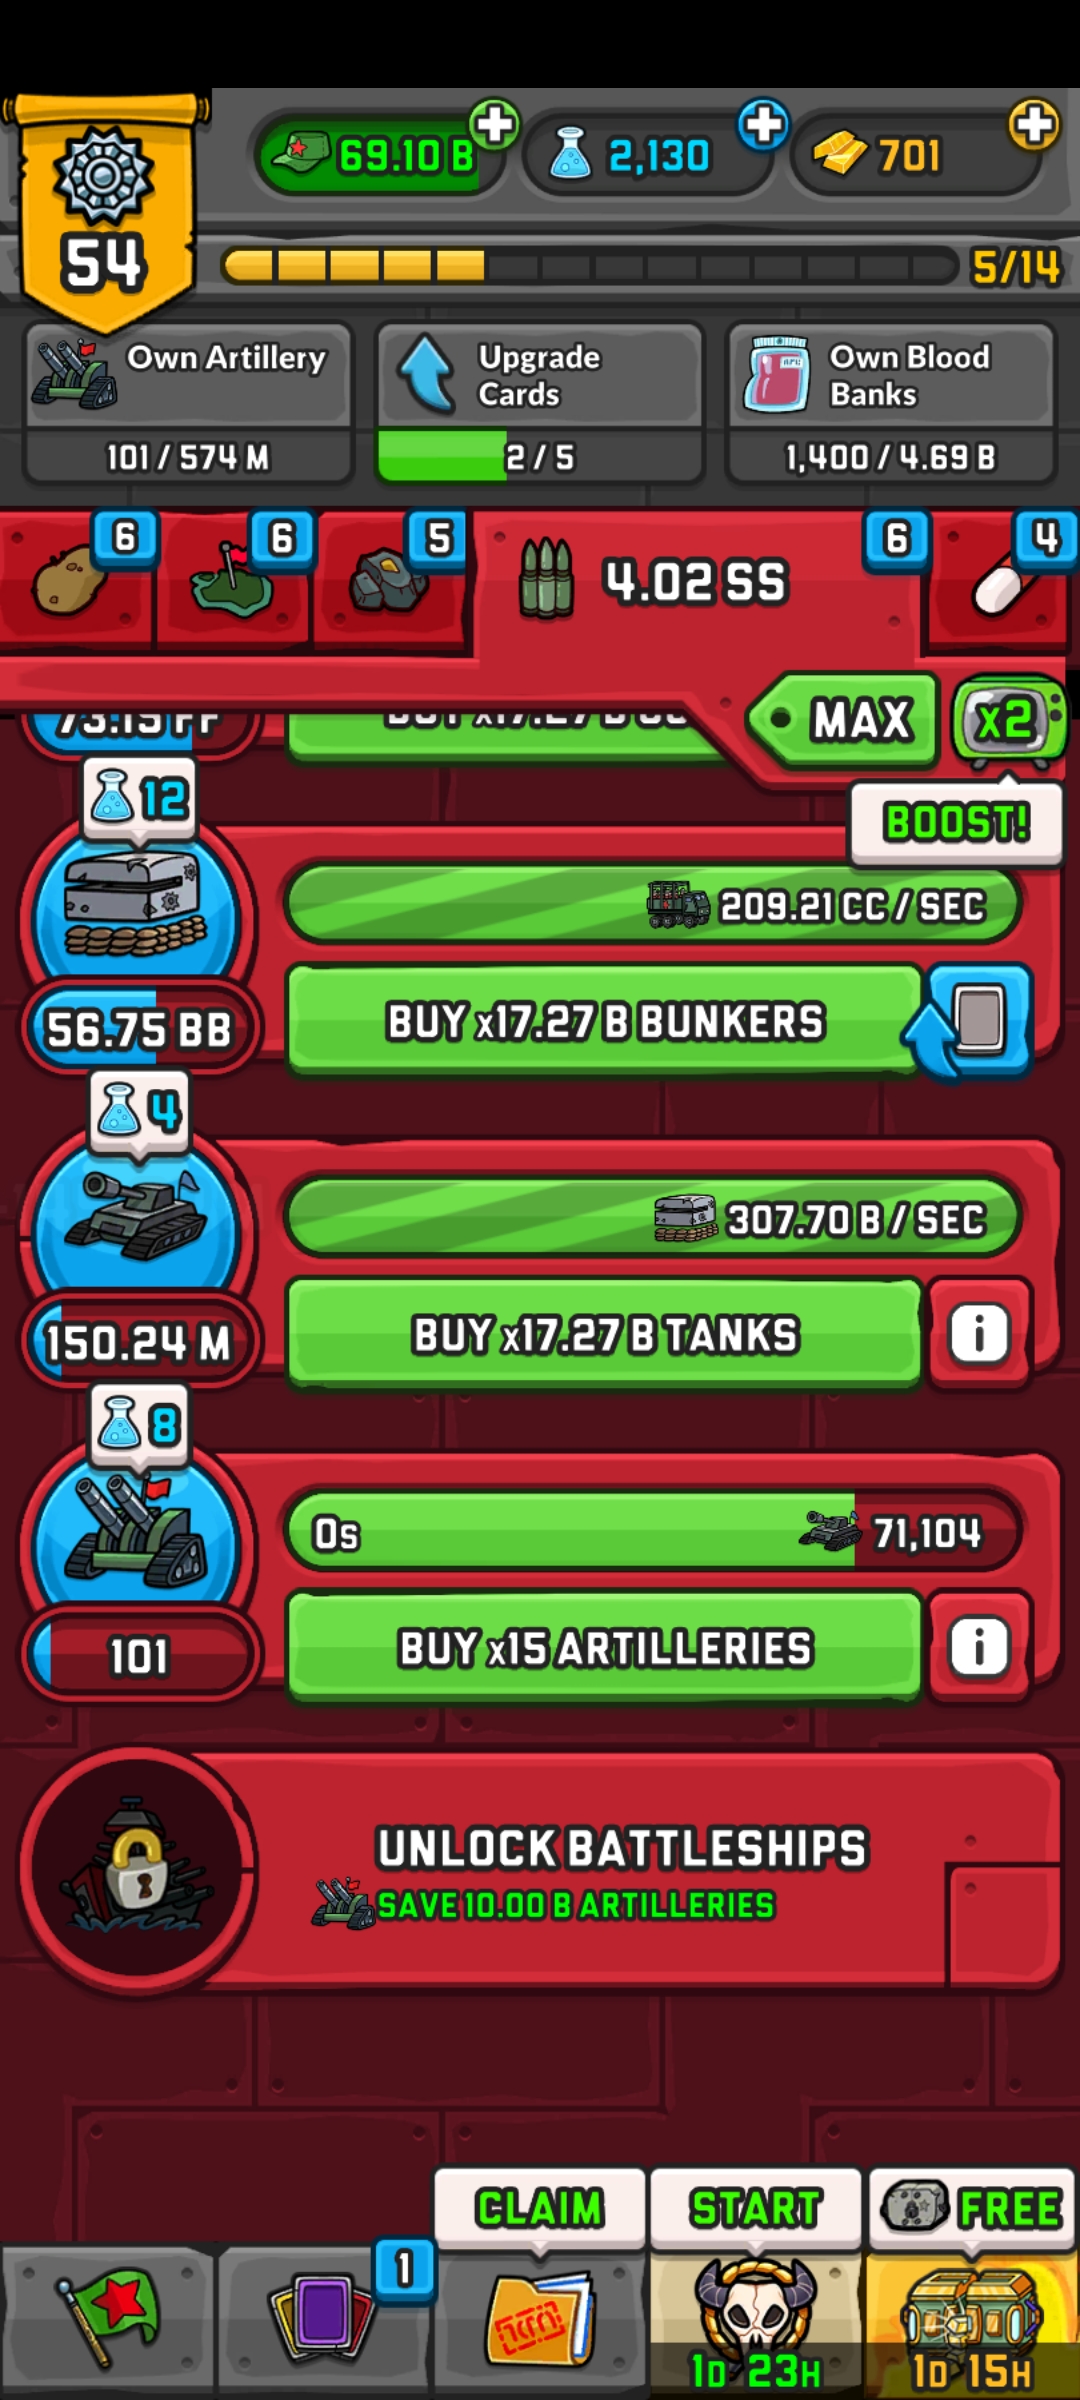 69.10 B
2,130
701
54
5/14
Own Artillery
101 / 574 M
Upgrade
Cards
2 / 5
Own Blood
Banks
1,400 / 4.69 B
6
6
5
4.02 SS
6
4
MAX
x2
BOOST!
12
209.21 CC / SEC
56.75 BB
BUY x17.27 B BUNKERS
4
307.70 B / SEC
150.24 M
BUY x17.27 B TANKS
i
8
0s
71,104
101
BUY x15 ARTILLERIES
i
UNLOCK BATTLESHIPS
SAVE 10.00 B ARTILLERIES
CLAIM
START
FREE
1
1D 23H
1D 15H